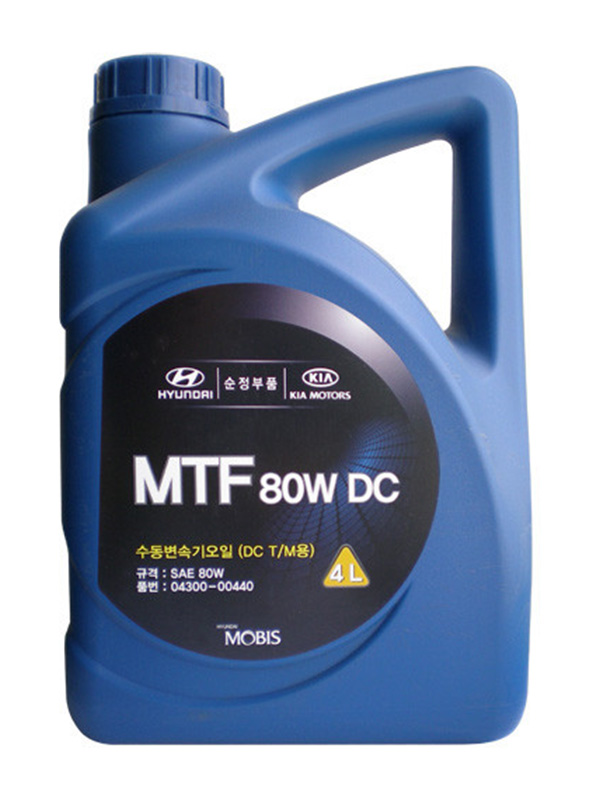 HYUNDAI 순정부품 KIA
KIA MOTORS
MTF 80W DC
수동변속기오일 (DC T/M용)
규격 : SAE 80W
품번 : 04300-00440
4 L
HYUNDAI
MOBIS